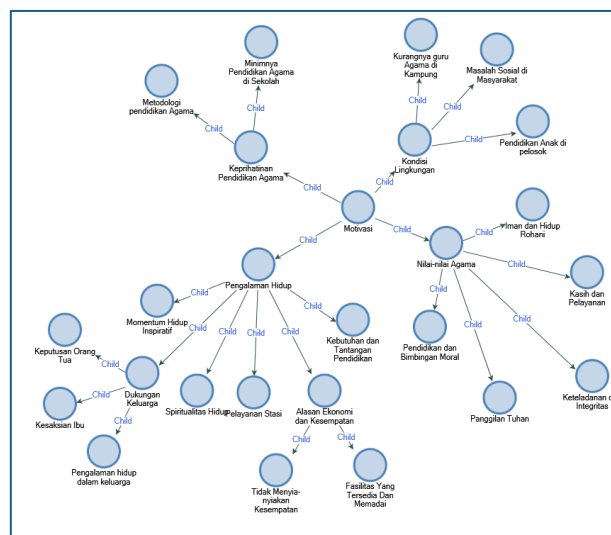 Minimnya
Pendidikan Agama
di Sekolah
Metodologi
pendidikan Agama
Child
Child
Keprihatinan
Pendidikan Agama
Child
Kurangnya guru
Agama di
Kampung
Masalah Sosial di
Masyarakat
Child
Child
Child
Pendidikan Anak di
pelosok
Kondisi
Lingkungan
Child
Motivasi
Child
Child
Iman dan Hidup
Rohani
Child
Nilai-nilai Agama
Child
Kasih dan
Pelayanan
Child
Child
Child
Pendidikan dan
Bimbingan Moral
Panggilan Tuhan
Keteladanan d
Integritas
Pengalaman Hidup
Child
Momentum Hidup
Inspiratif
Child
Child
Child
Child
Child
Kebutuhan dan
Tantangan
Pendidikan
Keputusan Orang
Tua
Child
Dukungan
Keluarga
Child
Kesaksian Ibu
Child
Pengalaman hidup
dalam keluarga
Spiritualitas Hidup
Pelayanan Stasi
Alasan Ekonomi
dan Kesempatan
Child
Child
Tidak Menyia-
nyiakan
Kesempatan
Fasilitas Yang
Tersedia Dan
Memadai